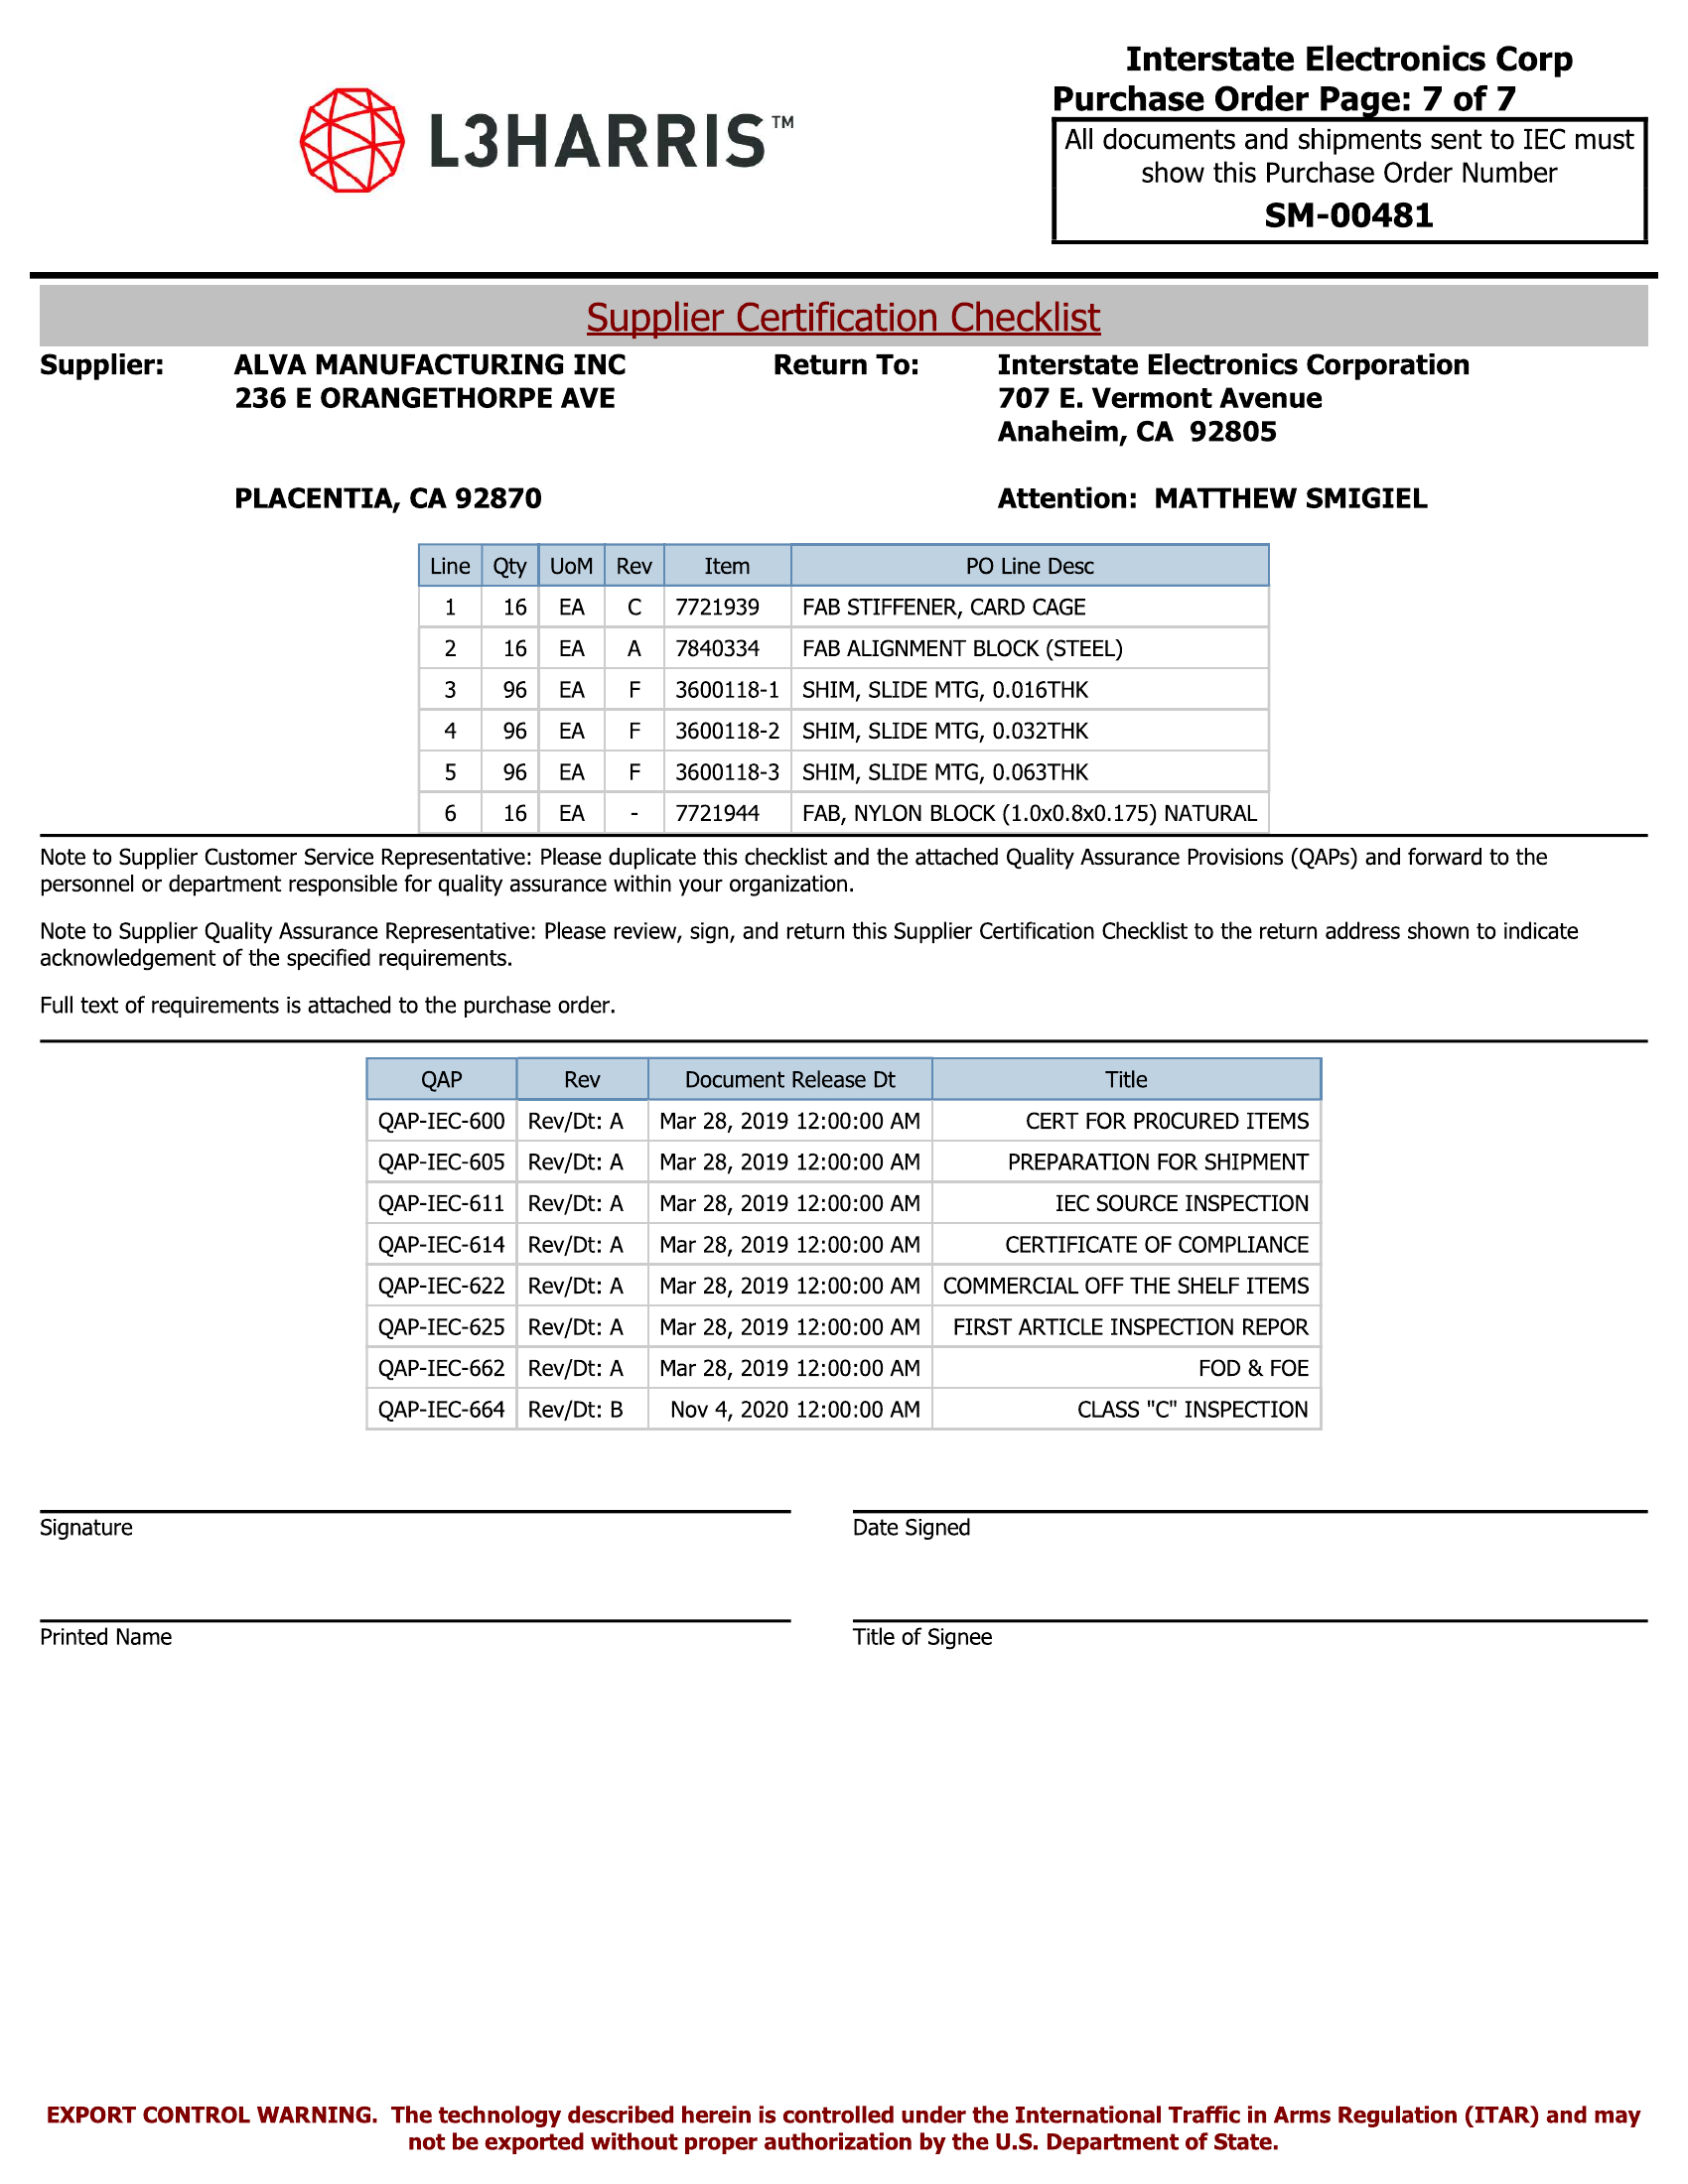 L3HARRIS™
Interstate Electronics Corp
Purchase Order Page: 7 of 7
All documents and shipments sent to IEC must
show this Purchase Order Number
SM-00481
Supplier Certification Checklist
Supplier: ALVA MANUFACTURING INC Return To: Interstate Electronics Corporation
236 E ORANGETHORPE AVE 707 E. Vermont Avenue
Anaheim, CA 92805
PLACENTIA, CA 92870 Attention: MATTHEW SMIGIEL
Line Qty UoM Rev Item PO Line Desc
1 16 EA C 7721939 FAB STIFFENER, CARD CAGE
2 16 EA A 7840334 FAB ALIGNMENT BLOCK (STEEL)
3 96 EA F 3600118-1 SHIM, SLIDE MTG, 0.016THK
4 96 EA F 3600118-2 SHIM, SLIDE MTG, 0.032THK
5 96 EA F 3600118-3 SHIM, SLIDE MTG, 0.063THK
6 16 EA - 7721944 FAB, NYLON BLOCK (1.0x0.8x0.175) NATURAL
Note to Supplier Customer Service Representative: Please duplicate this checklist and the attached Quality Assurance Provisions (QAPs) and forward to the
personnel or department responsible for quality assurance within your organization.
Note to Supplier Quality Assurance Representative: Please review, sign, and return this Supplier Certification Checklist to the return address shown to indicate
acknowledgement of the specified requirements.
Full text of requirements is attached to the purchase order.
QAP Rev Document Release Dt Title
QAP-IEC-600 Rev/Dt: A Mar 28, 2019 12:00:00 AM CERT FOR PR0CURED ITEMS
QAP-IEC-605 Rev/Dt: A Mar 28, 2019 12:00:00 AM PREPARATION FOR SHIPMENT
QAP-IEC-611 Rev/Dt: A Mar 28, 2019 12:00:00 AM IEC SOURCE INSPECTION
QAP-IEC-614 Rev/Dt: A Mar 28, 2019 12:00:00 AM CERTIFICATE OF COMPLIANCE
QAP-IEC-622 Rev/Dt: A Mar 28, 2019 12:00:00 AM COMMERCIAL OFF THE SHELF ITEMS
QAP-IEC-625 Rev/Dt: A Mar 28, 2019 12:00:00 AM FIRST ARTICLE INSPECTION REPOR
QAP-IEC-662 Rev/Dt: A Mar 28, 2019 12:00:00 AM FOD & FOE
QAP-IEC-664 Rev/Dt: B Nov 4, 2020 12:00:00 AM CLASS "C" INSPECTION
Signature Date Signed
Printed Name Title of Signee
EXPORT CONTROL WARNING. The technology described herein is controlled under the International Traffic in Arms Regulation (ITAR) and may
not be exported without proper authorization by the U.S. Department of State.